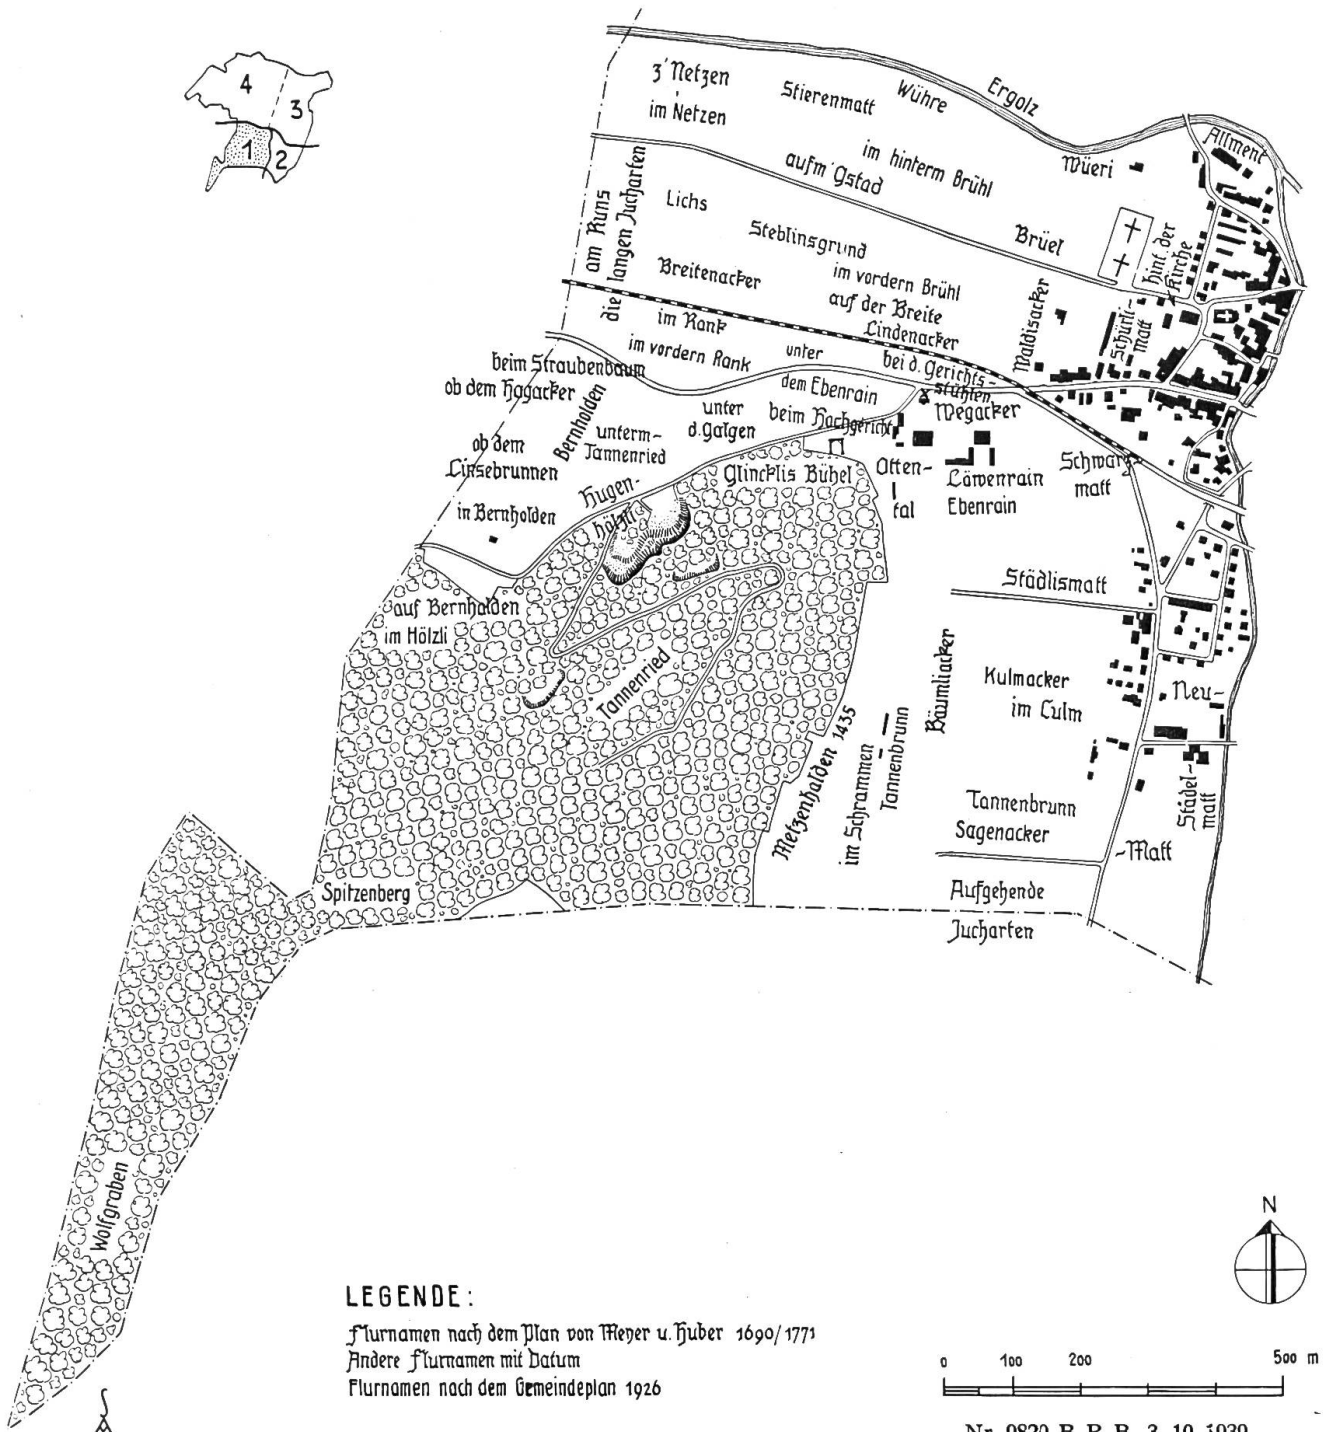 4
3
1
2
z'Netzen
im Netzen
Stierenmatt
Wühre
Ergolz
im hinterm Brühl
aufm' Gstad
Wüeri
Allment
am Runs
die langen Jucharten
Lichs
Steblinsgrund
Brüel
hint. der
Kirche
Breitenacker
im vordern Brühl
auf der Breite
Lindenacker
Waldisacker
Schürli-
matt
im Rank
im vordern Rank
unter
dem Ebenrain
bei d. Gerichts-
stühlen
beim Straubenbaum
ob dem Hagacker
Bernholden
unter
d. Galgen
beim Hochgericht
Wegacker
ob dem
Linsebrunnen
unterm-
Tannenried
Glincklis Bühel
Otten-
tal
Löwenrain
Ebenrain
Schwarz-
matt
in Bernholden
Hugen-
hölzli
auf Bernhalden
im Hölzli
Städlismatt
Tannenried
Bäumliacker
Kulmacker
im Culm
Neu-
Metzenhalden 1435
im Schrammen
Tannenbrunn
Städel-
matt
Tannenbrunn
Sagenacker
-Matt
Spitzenberg
Aufgehende
Jucharten
Wolfgraben
N
LEGENDE:
Flurnamen nach dem Plan von Meyer u. Huber 1690/1771
Andere Flurnamen mit Datum
Flurnamen nach dem Gemeindeplan 1926
0 100 200 500 m
Nr. 9820 B R B 3. 10. 1939